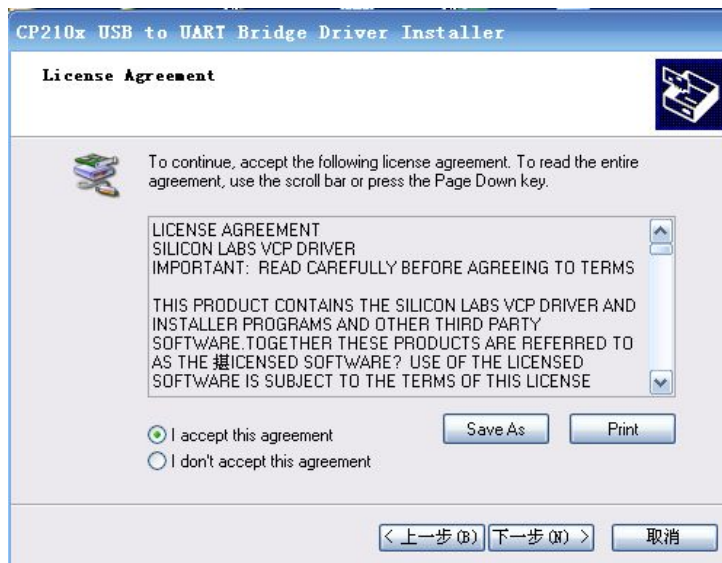 CP210x USB to UART Bridge Driver Installer
License Agreement
To continue, accept the following license agreement. To read the entire
agreement, use the scroll bar or press the Page Down key.
LICENSE AGREEMENT
SILICON LABS VCP DRIVER
IMPORTANT:  READ CAREFULLY BEFORE AGREEING TO TERMS
THIS PRODUCT CONTAINS THE SILICON LABS VCP DRIVER AND
INSTALLER PROGRAMS AND OTHER THIRD PARTY
SOFTWARE.TOGETHER THESE PRODUCTS ARE REFERRED TO
AS THE 揕ICENSED SOFTWARE?  USE OF THE LICENSED
SOFTWARE IS SUBJECT TO THE TERMS OF THIS LICENSE
I accept this agreement
Save As
Print
I don't accept this agreement
< 上一步(B)
下一步(N) >
取消